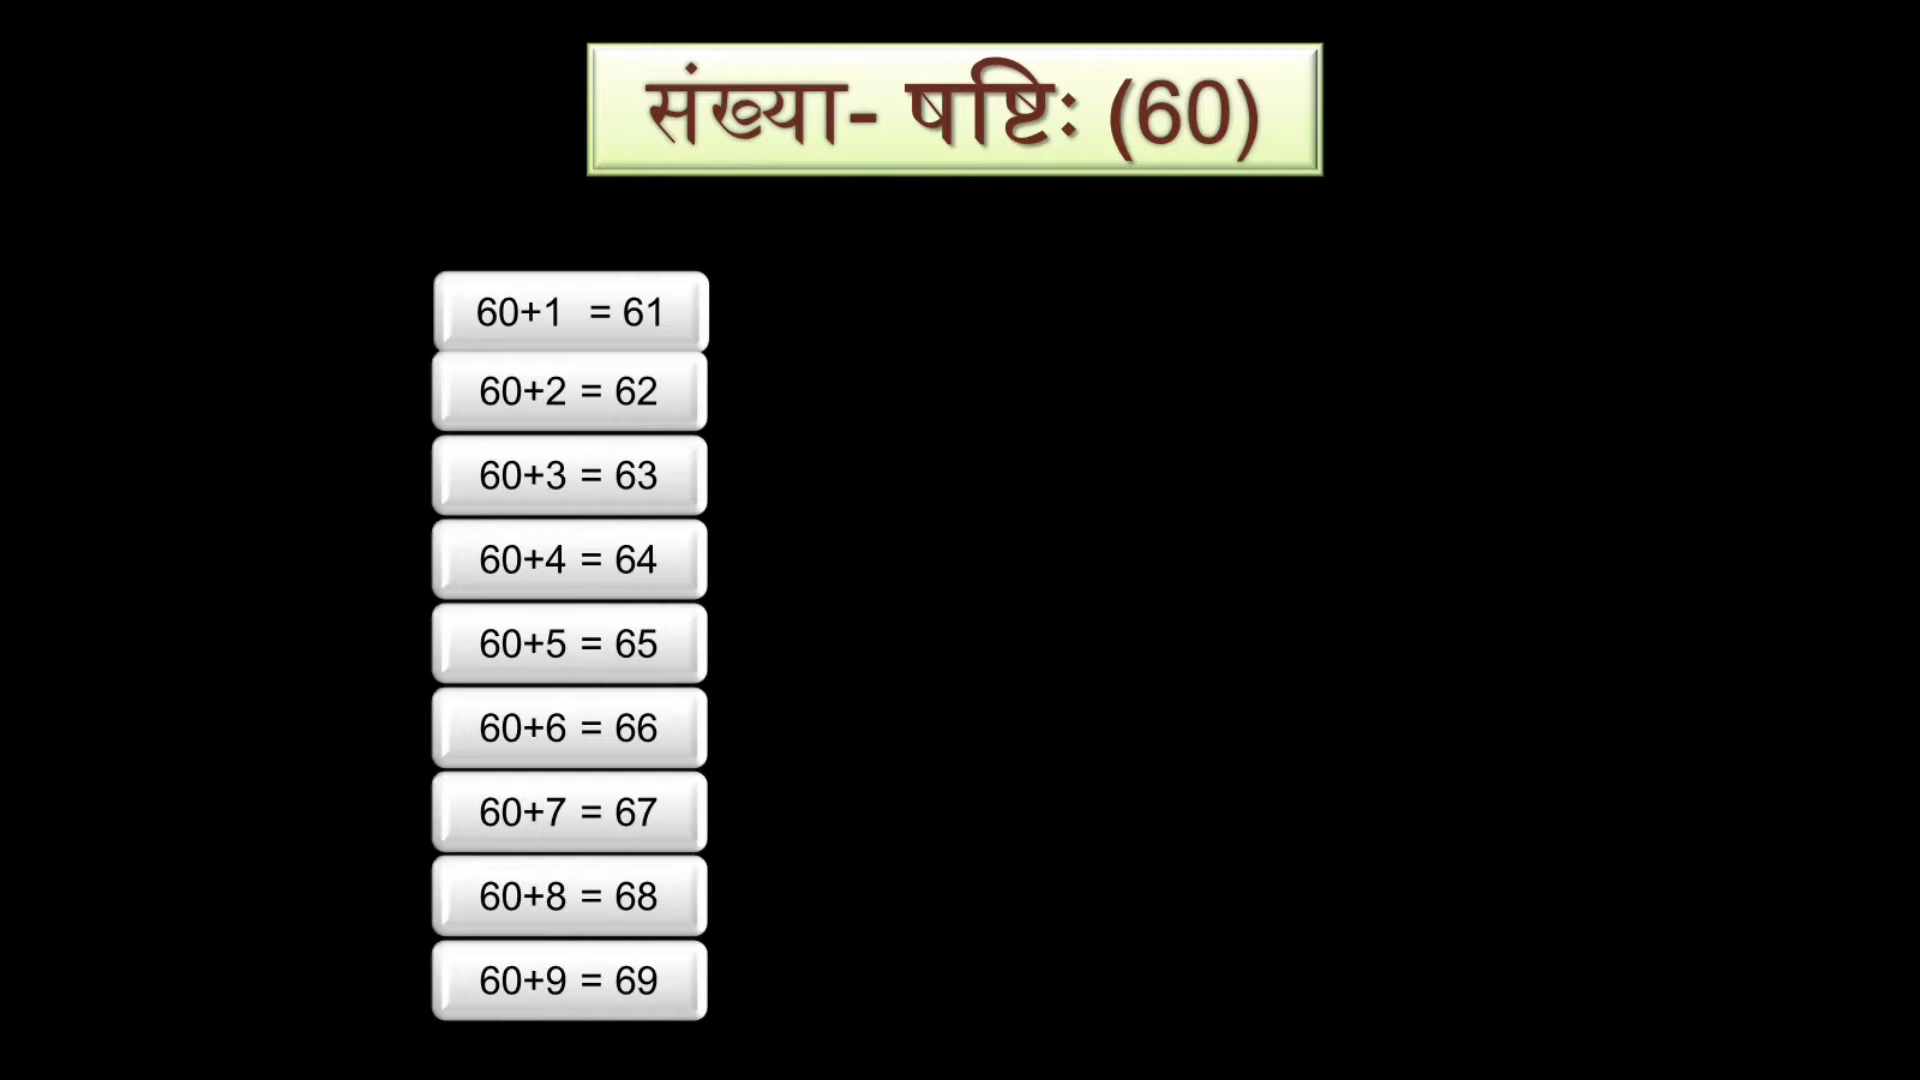 संख्या- षष्टिः (60)
60+1 = 61
60+2 = 62
60+3 = 63
60+4 = 64
60+5 = 65
60+6 = 66
60+7 = 67
60+8 = 68
60+9 = 69